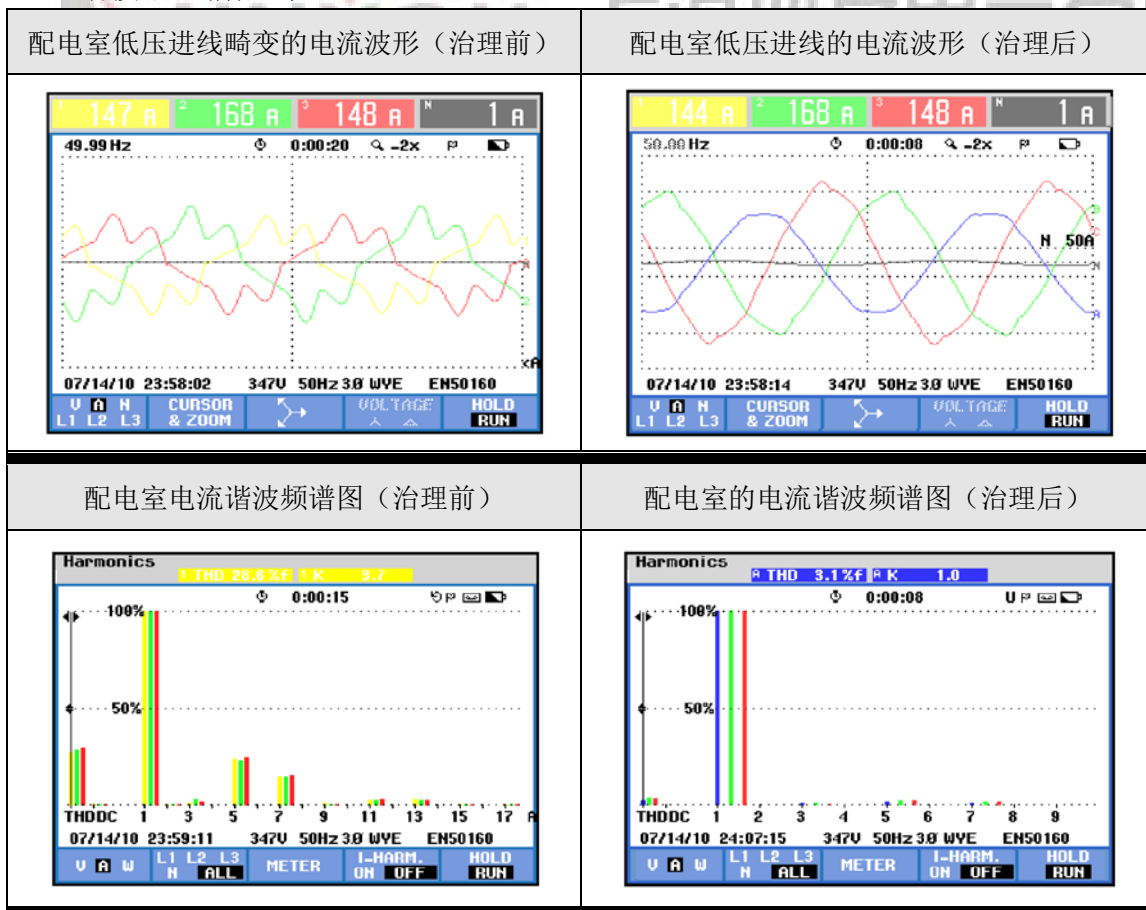 配电室低压进线畸变的电流波形（治理前）
配电室低压进线的电流波形（治理后）
1 147 A 2 168 A 3 148 A N 1 A
49.99 Hz 0:00:20 -2x
xA
07/14/10 23:58:02 347V 50Hz 3Ø WYE EN50160
V A N CURSOR VOLTAGE HOLD
L1 L2 L3 & ZOOM RUN
1 144 A 2 168 A 3 148 A N 1 A
Hz 0:00:08 -2x
B
C
N 50A
N
A
07/14/10 23:58:14 347V 50Hz 3Ø WYE EN50160
V A N CURSOR VOLTAGE HOLD
L1 L2 L3 & ZOOM RUN
配电室电流谐波频谱图（治理前）
配电室的电流谐波频谱图（治理后）
Harmonics
1 THD 28.6%f 1 K 3.7
0:00:15
100%
50%
THDDC 1 3 5 7 9 11 13 15 17 A
07/14/10 23:59:11 347V 50Hz 3Ø WYE EN50160
V A W L1 L2 L3 METER I-HARM. HOLD
N ALL ON OFF RUN
Harmonics
A THD 3.1%f A K 1.0
0:00:08 U
100%
50%
THDDC 1 2 3 4 5 6 7 8 9
07/14/10 24:07:15 347V 50Hz 3Ø WYE EN50160
V A W L1 L2 L3 METER I-HARM. HOLD
N ALL ON OFF RUN